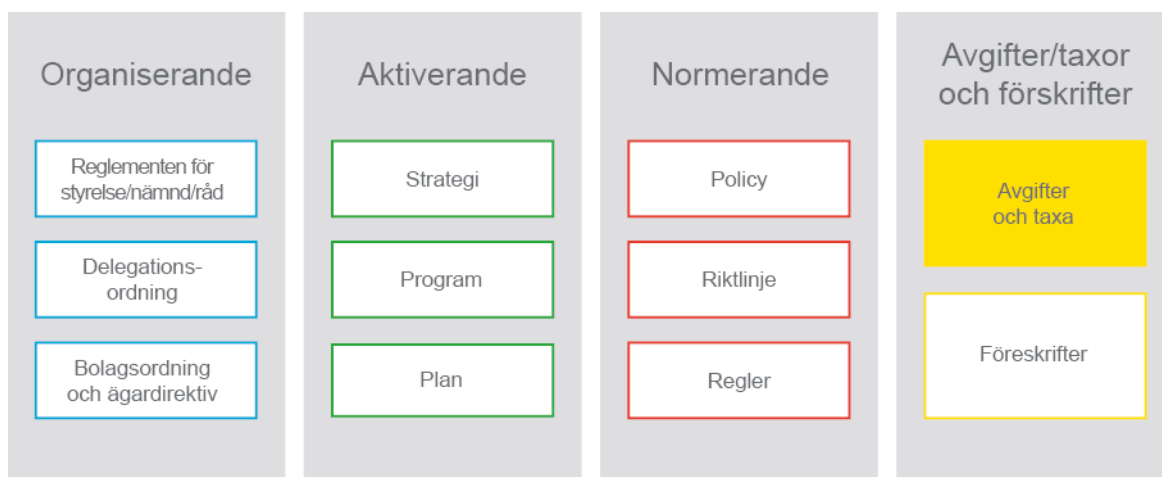 Organiserande
Reglementen för
styrelse/nämnd/råd
Delegations-
ordning
Bolagsordning
och ägardirektiv
Aktiverande
Strategi
Program
Plan
Normerande
Policy
Riktlinje
Regler
Avgifter/taxor
och förskrifter
Avgifter
och taxa
Föreskrifter